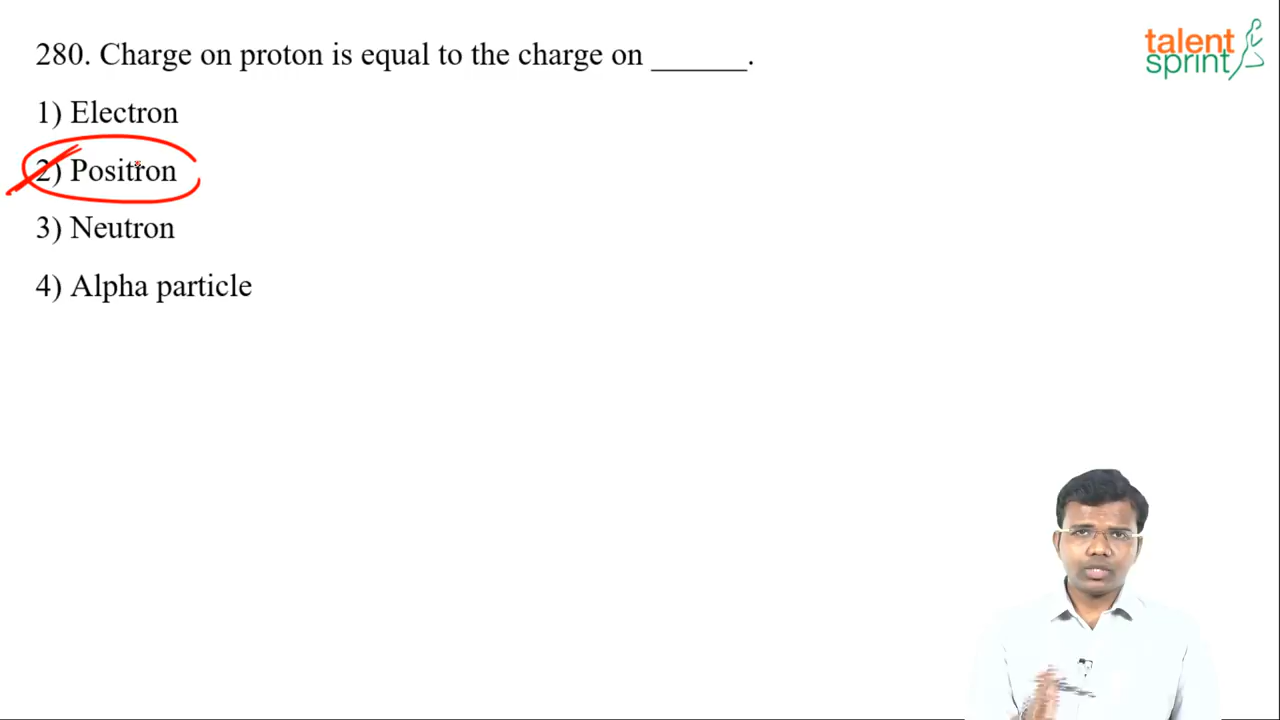 280. Charge on proton is equal to the charge on ______.
1) Electron
2) Positron
3) Neutron
4) Alpha particle
talent
sprint